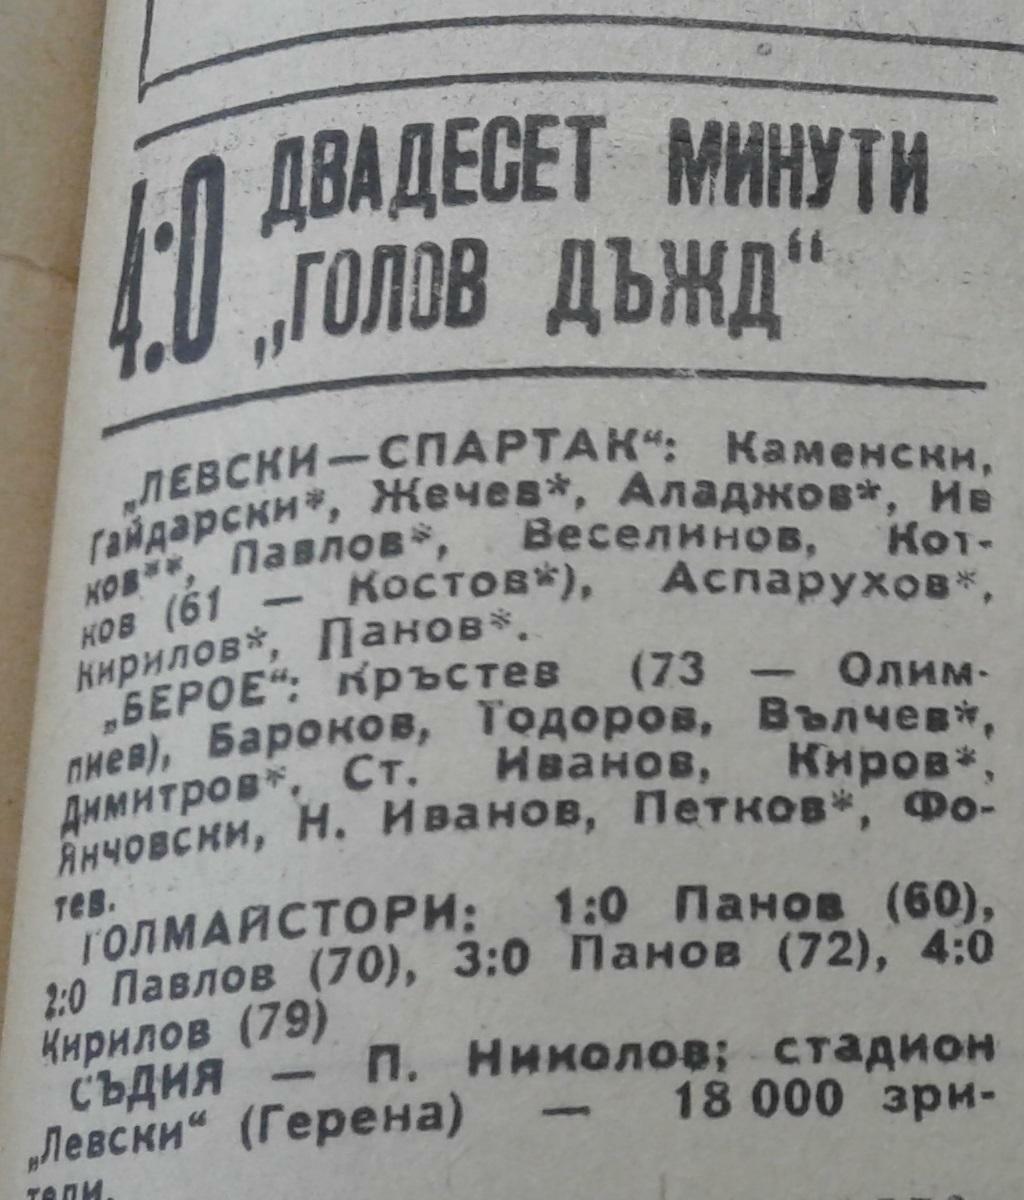 4:0 ДВАДЕСЕТ МИНУТИ
„ГОЛОВ ДЪЖД“
„ЛЕВСКИ—СПАРТАК“: Каменски,
Гайдарски*, Жечев*, Аладжов*, Ив
ков**, Павлов*, Веселинов, Кот-
ков (61 — Костов*), Аспарухов*,
Кирилов*, Панов*.
„БЕРОЕ“: Кръстев (73 — Олим-
пиев), Бароков, Тодоров, Вълчев*,
Димитров*, Ст. Иванов, Киров*,
Янчовски, Н. Иванов, Петков*, Фо-
тев.
ГОЛМАЙСТОРИ: 1:0 Панов (60),
2:0 Павлов (70), 3:0 Панов (72), 4:0
Кирилов (79)
СЪДИЯ — П. Николов; стадион
„Левски“ (Герена) — 18 000 зри-
тели.